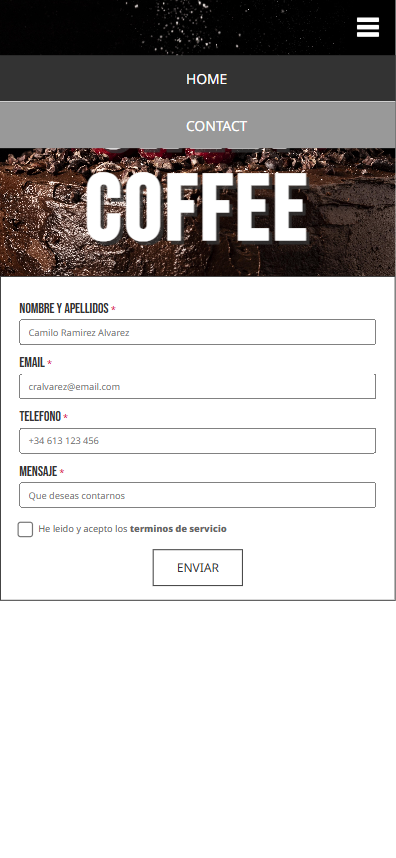 HOME
CONTACT
COFFEE
NOMBRE Y APELLIDOS *
Camilo Ramirez Alvarez
EMAIL *
cralvarez@email.com
TELEFONO *
+34 613 123 456
MENSAJE *
Que deseas contarnos
He leido y acepto los terminos de servicio
ENVIAR